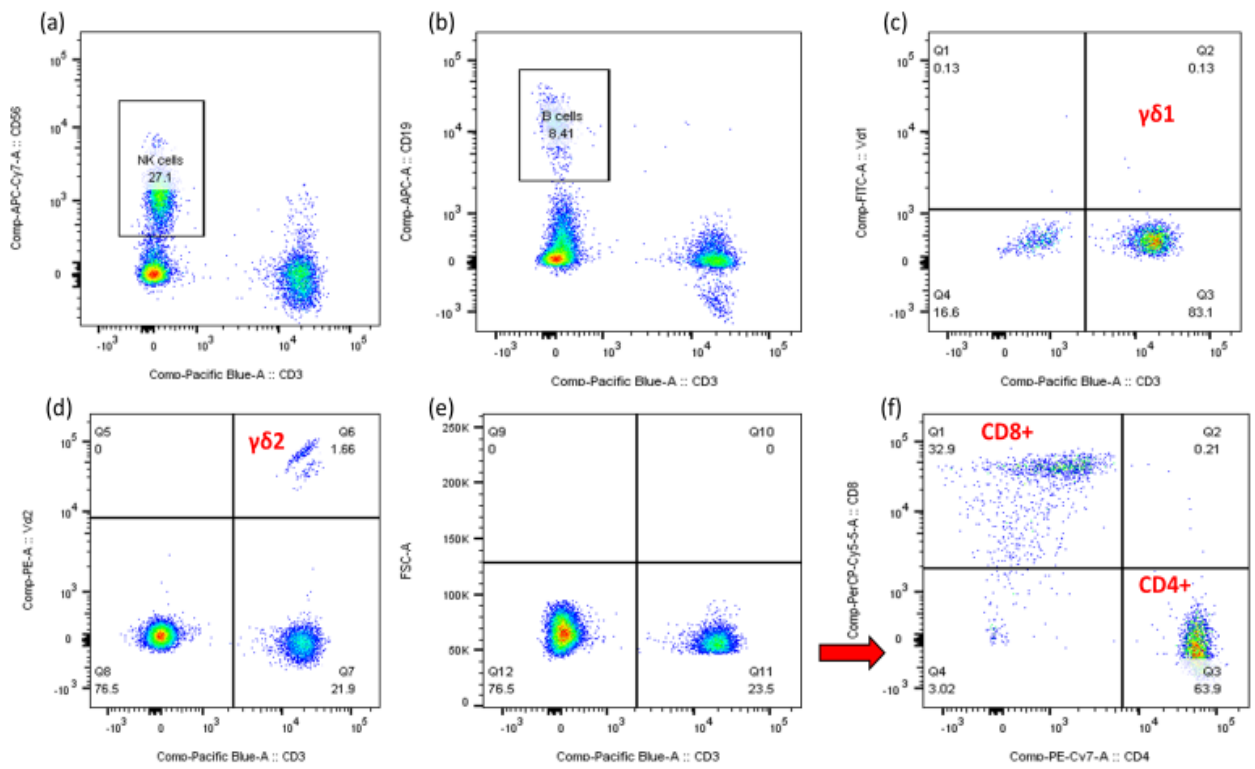 (a)
Comp-APC-Cy7-A :: CD56
10^5
10^4
10^3
0
NK cells
27.1
-10^3
0
10^3
10^4
10^5
Comp-Pacific Blue-A :: CD3
(b)
Comp-APC-A :: CD19
10^5
10^4
10^3
0
-10^3
B cells
8.41
-10^3
0
10^3
10^4
10^5
Comp-Pacific Blue-A :: CD3
(c)
Comp-FITC-A :: Vd1
10^5
10^4
10^3
0
-10^3
Q1
0.13
Q2
0.13
γδ1
Q4
16.6
Q3
83.1
-10^3
0
10^3
10^4
10^5
Comp-Pacific Blue-A :: CD3
(d)
Comp-PE-A :: Vd2
10^5
10^4
10^3
0
-10^3
Q5
0
γδ2
Q6
1.66
Q8
76.5
Q7
21.9
-10^3
0
10^3
10^4
10^5
Comp-Pacific Blue-A :: CD3
(e)
FSC-A
250K
200K
150K
100K
50K
0
Q9
0
Q10
0
Q12
76.5
Q11
23.5
-10^3
0
10^3
10^4
10^5
Comp-Pacific Blue-A :: CD3
(f)
Comp-PerCP-Cy5-5-A :: CD8
10^5
10^4
10^3
0
-10^3
Q1
32.9
CD8+
Q2
0.21
CD4+
Q4
3.02
Q3
63.9
-10^3
0
10^3
10^4
10^5
Comp-PE-Cy7-A :: CD4